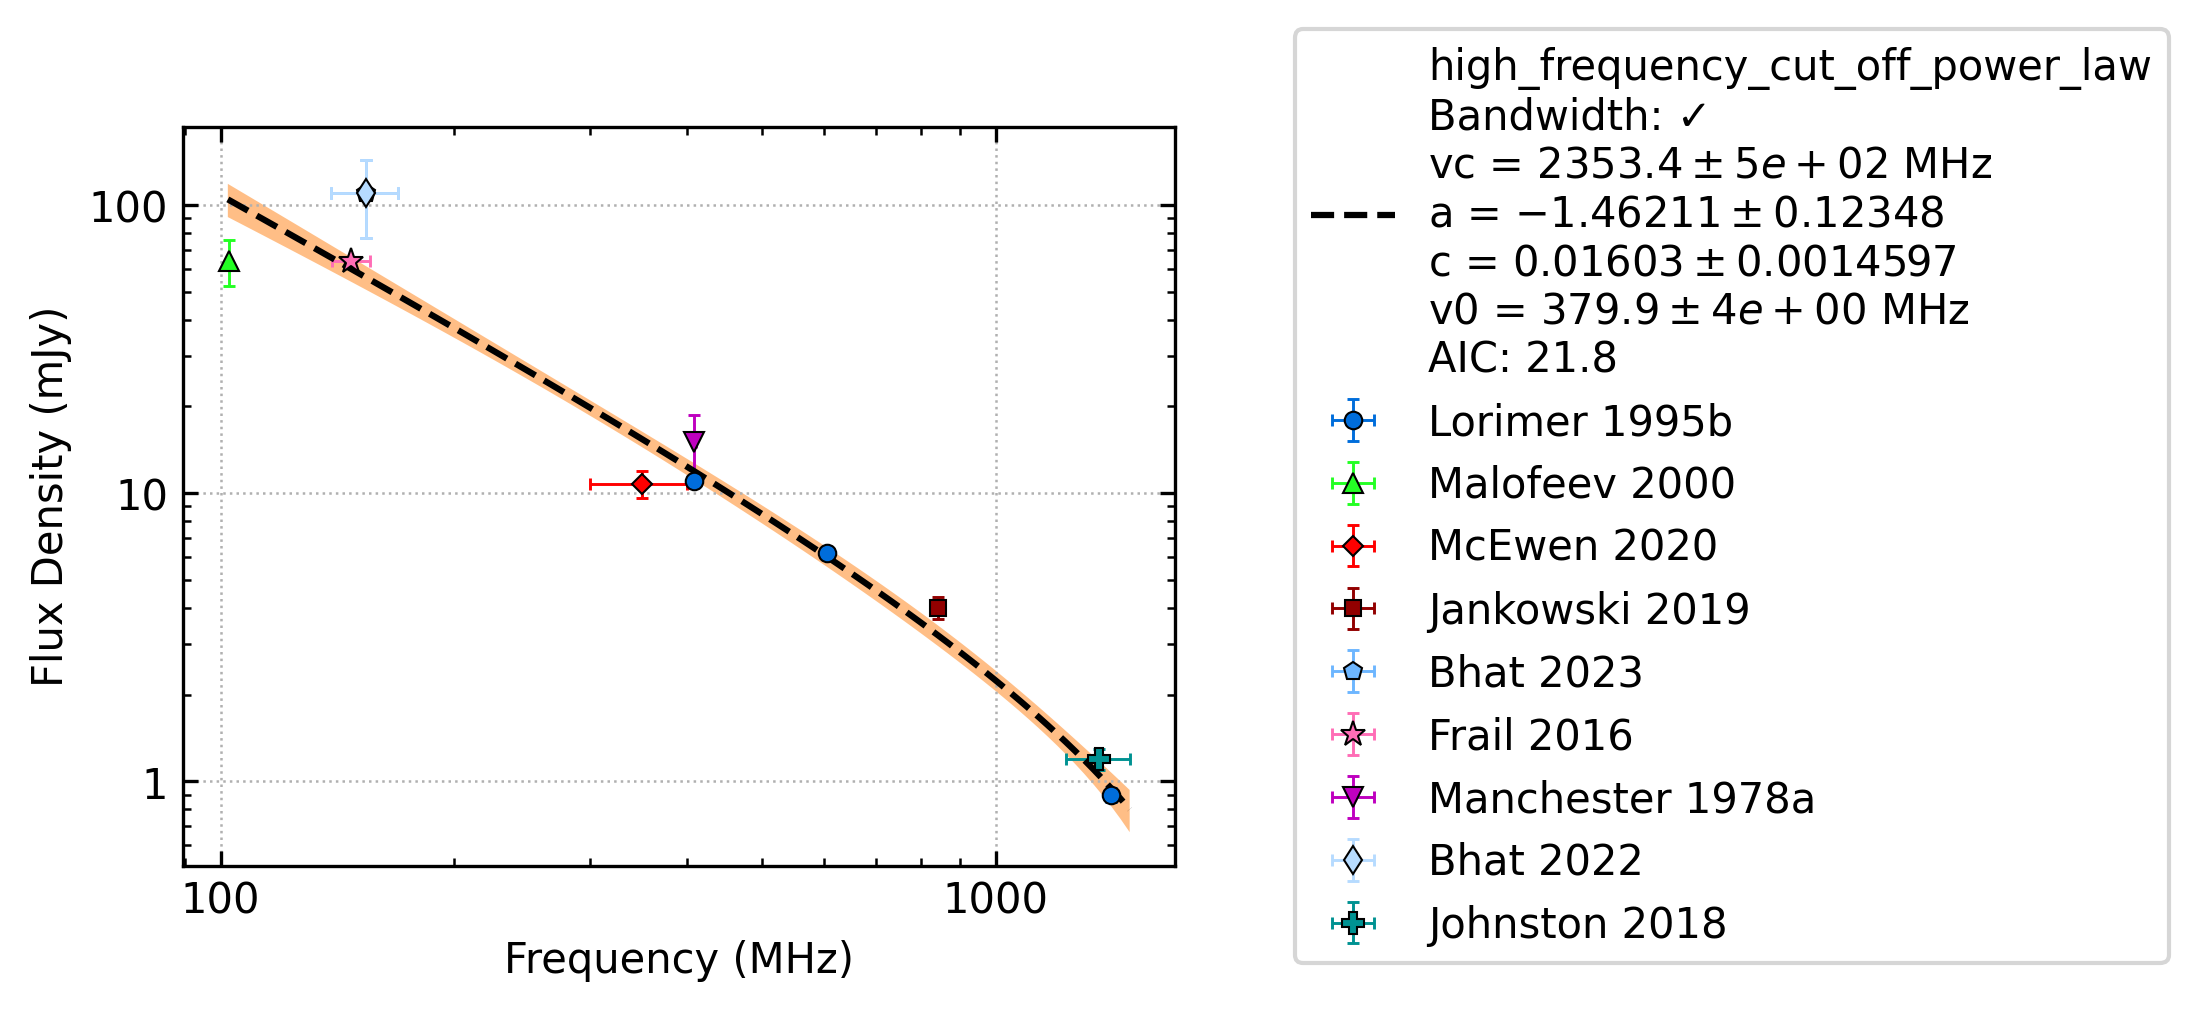 100
10
1
Flux Density (mJy)
100
1000
Frequency (MHz)
high_frequency_cut_off_power_law
Bandwidth: ✓
vc = 2353.4 ± 5e + 02 MHz
a = −1.46211 ± 0.12348
c = 0.01603 ± 0.0014597
v0 = 379.9 ± 4e + 00 MHz
AIC: 21.8
Lorimer 1995b
Malofeev 2000
McEwen 2020
Jankowski 2019
Bhat 2023
Frail 2016
Manchester 1978a
Bhat 2022
Johnston 2018